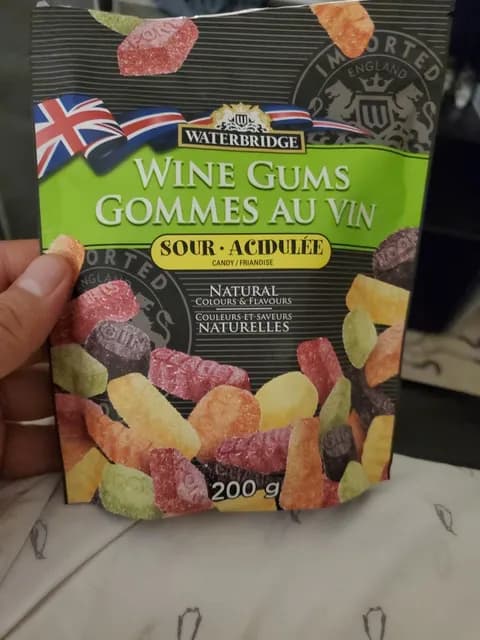 IMPORTED
ENGLAND
W
WATERBRIDGE
WINE GUMS
GOMMES AU VIN
SOUR · ACIDULÉE
CANDY / FRIANDISE
NATURAL
COLOURS & FLAVOURS
COULEURS ET SAVEURS
NATURELLES
200 g